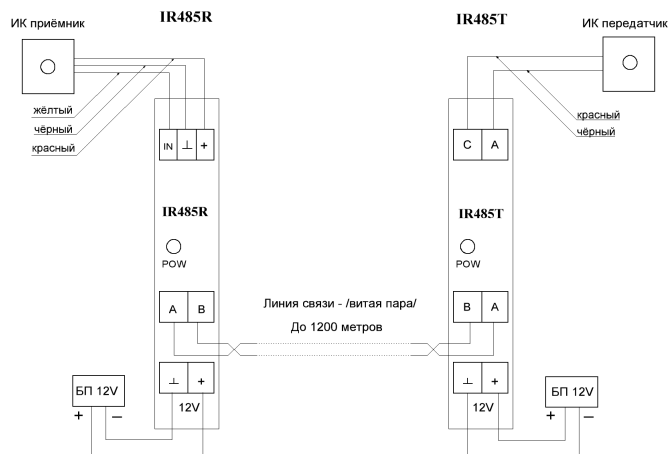 IR485R
IR485T
ИК приёмник
ИК передатчик
жёлтый
чёрный
красный
красный
чёрный
IN ⊥ +
C A
IR485R
IR485T
POW
POW
A B
Линия связи - /витая пара/
До 1200 метров
B A
⊥ +
12V
⊥ +
12V
БП 12V
+ –
БП 12V
+ –